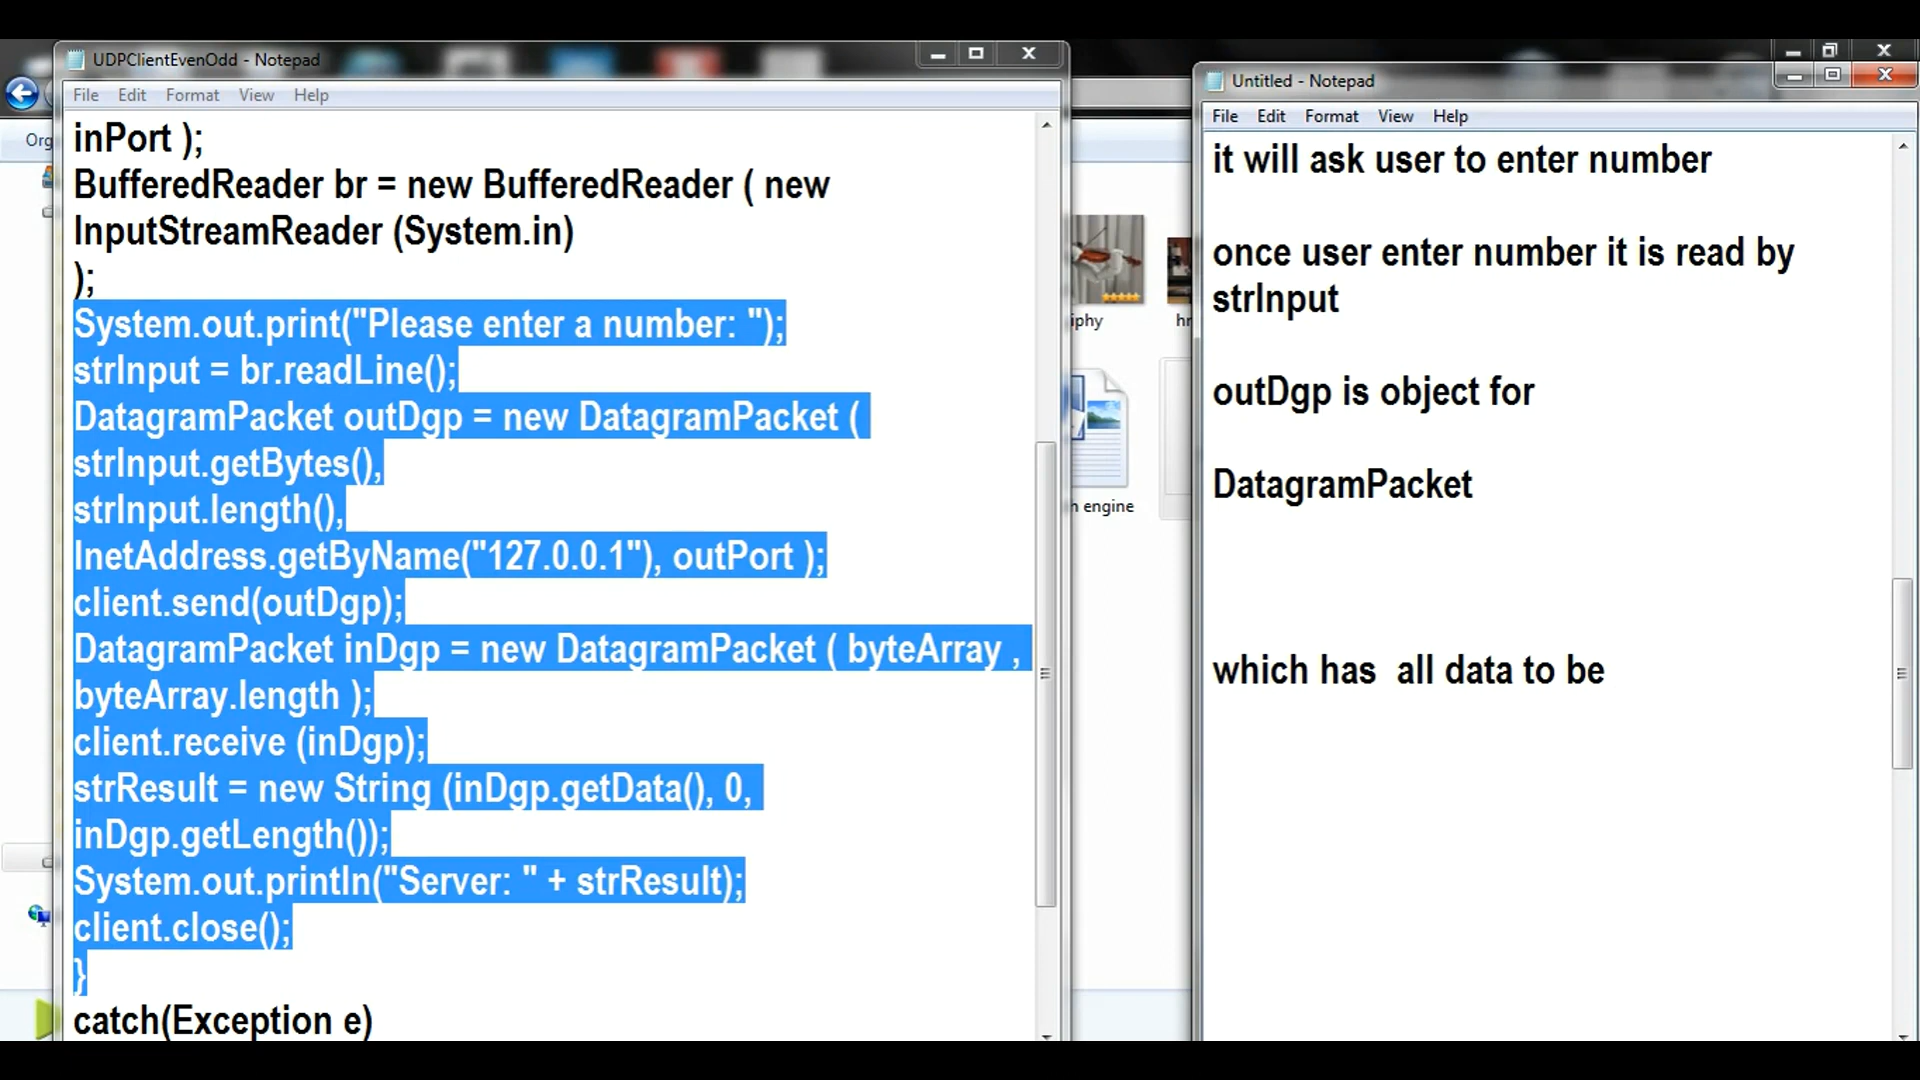 UDPClientEvenOdd - Notepad
File Edit Format View Help
inPort );
BufferedReader br = new BufferedReader ( new
InputStreamReader (System.in)
);
System.out.print("Please enter a number: ");
strInput = br.readLine();
DatagramPacket outDgp = new DatagramPacket (
strInput.getBytes(),
strInput.length(),
InetAddress.getByName("127.0.0.1"), outPort );
client.send(outDgp);
DatagramPacket inDgp = new DatagramPacket ( byteArray ,
byteArray.length );
client.receive (inDgp);
strResult = new String (inDgp.getData(), 0,
inDgp.getLength());
System.out.println("Server: " + strResult);
client.close();
}
catch(Exception e)
Org
iphy
hr
h engine
Untitled - Notepad
File Edit Format View Help
it will ask user to enter number
once user enter number it is read by
strInput
outDgp is object for
DatagramPacket
which has  all data to be